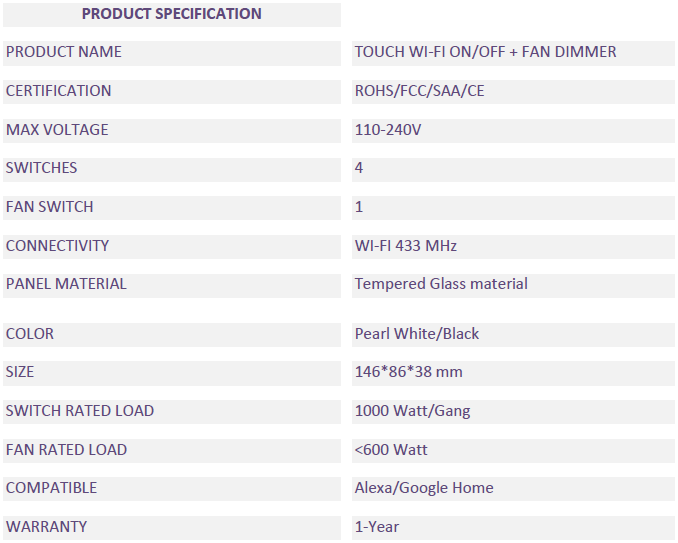 PRODUCT SPECIFICATION
PRODUCT NAME TOUCH WI-FI ON/OFF + FAN DIMMER
CERTIFICATION ROHS/FCC/SAA/CE
MAX VOLTAGE 110-240V
SWITCHES 4
FAN SWITCH 1
CONNECTIVITY WI-FI 433 MHz
PANEL MATERIAL Tempered Glass material
COLOR Pearl White/Black
SIZE 146*86*38 mm
SWITCH RATED LOAD 1000 Watt/Gang
FAN RATED LOAD <600 Watt
COMPATIBLE Alexa/Google Home
WARRANTY 1-Year